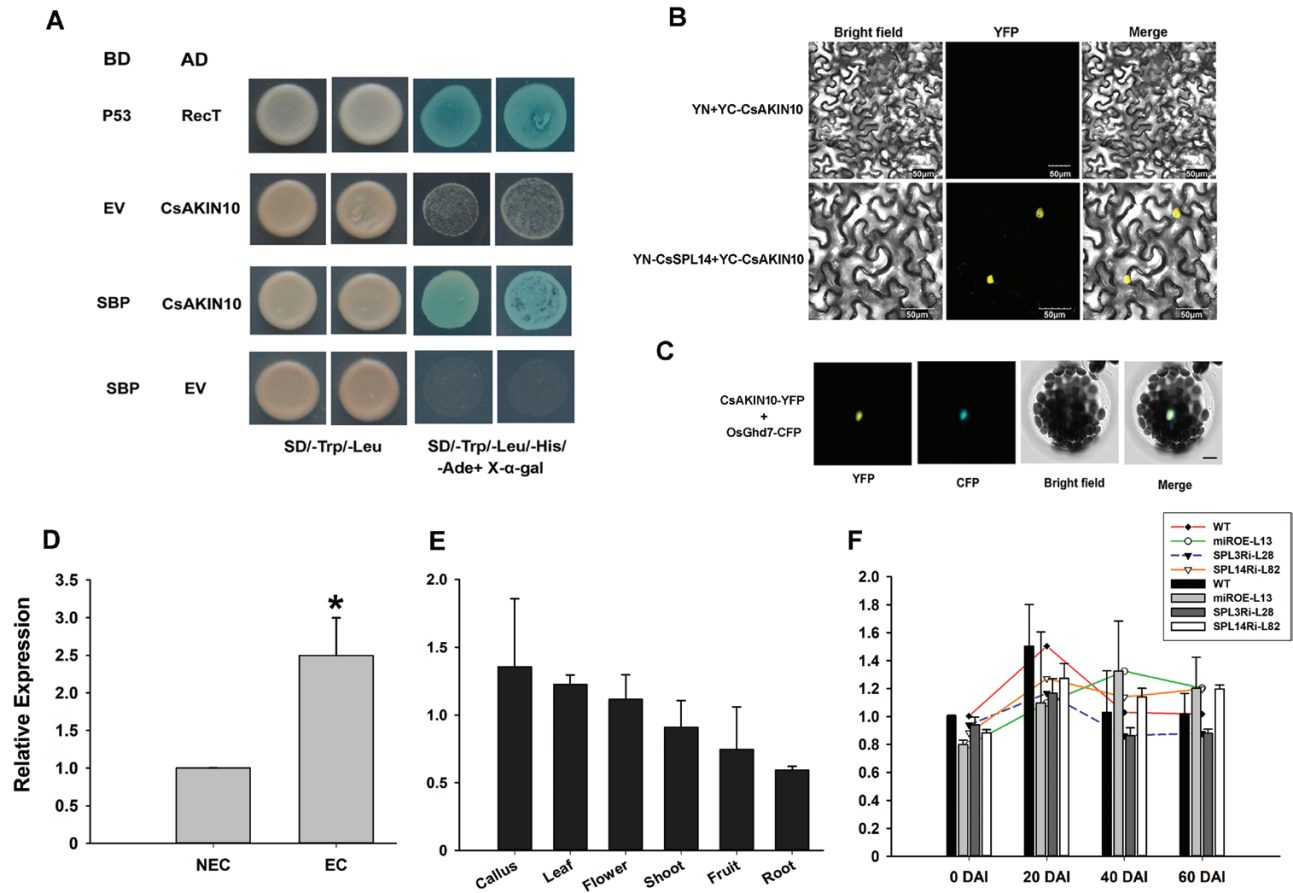 A
BD AD
P53 RecT
EV CsAKIN10
SBP CsAKIN10
SBP EV
SD/-Trp/-Leu
SD/-Trp/-Leu/-His/
-Ade+ X-α-gal
B
Bright field YFP Merge
YN+YC-CsAKIN10
50μm 50μm
YN-CsSPL14+YC-CsAKIN10
50μm 50μm 50μm
C
CsAKIN10-YFP
+
OsGhd7-CFP
YFP CFP Bright field Merge
D
Relative Expression
3.5
3.0
2.5
2.0
1.5
1.0
0.5
0
*
NEC EC
E
2.0
1.5
1.0
0.5
0
Callus Leaf Flower Shoot Fruit Root
F
WT
miROE-L13
SPL3Ri-L28
SPL14Ri-L82
WT
miROE-L13
SPL3Ri-L28
SPL14Ri-L82
2.0
1.8
1.6
1.4
1.2
1.0
0.8
0.6
0.4
0.2
0
0 DAI 20 DAI 40 DAI 60 DAI